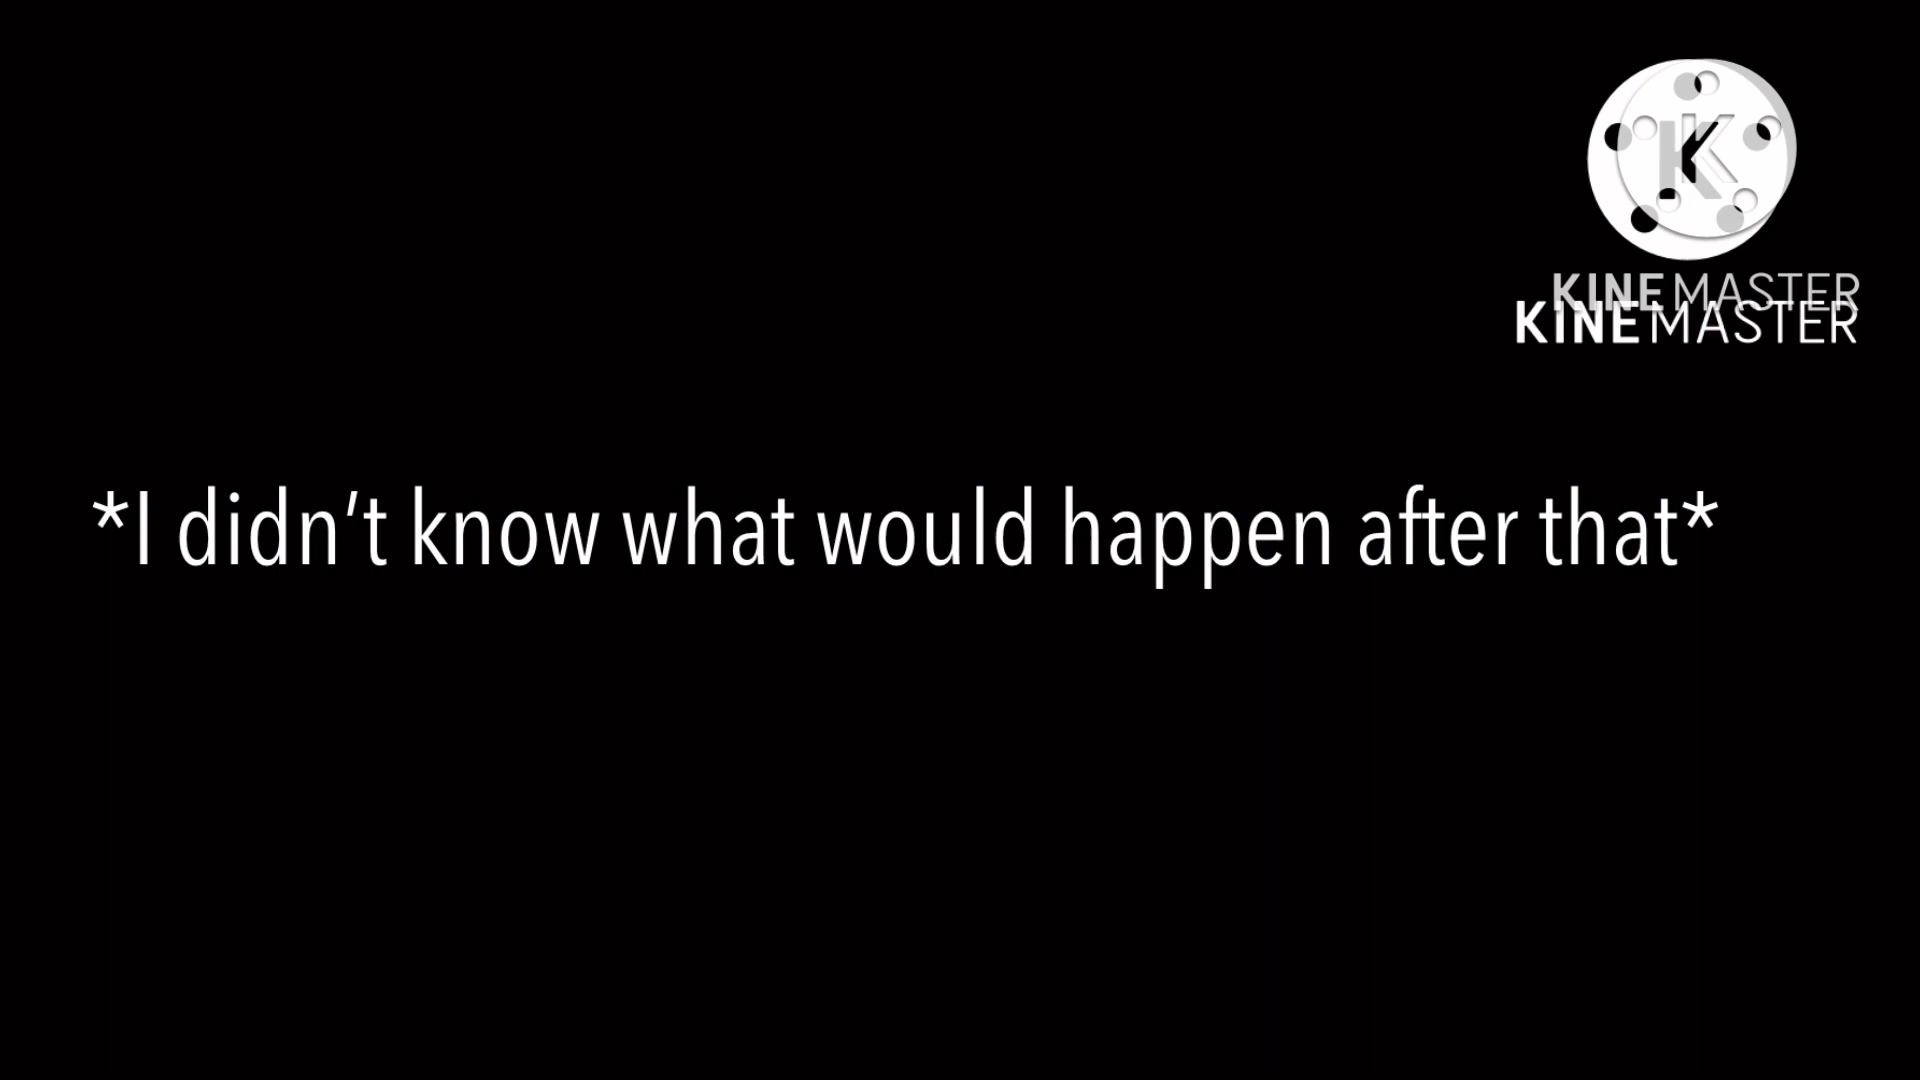 K
K
KINEMASTER
KINEMASTER
*I didn’t know what would happen after that*